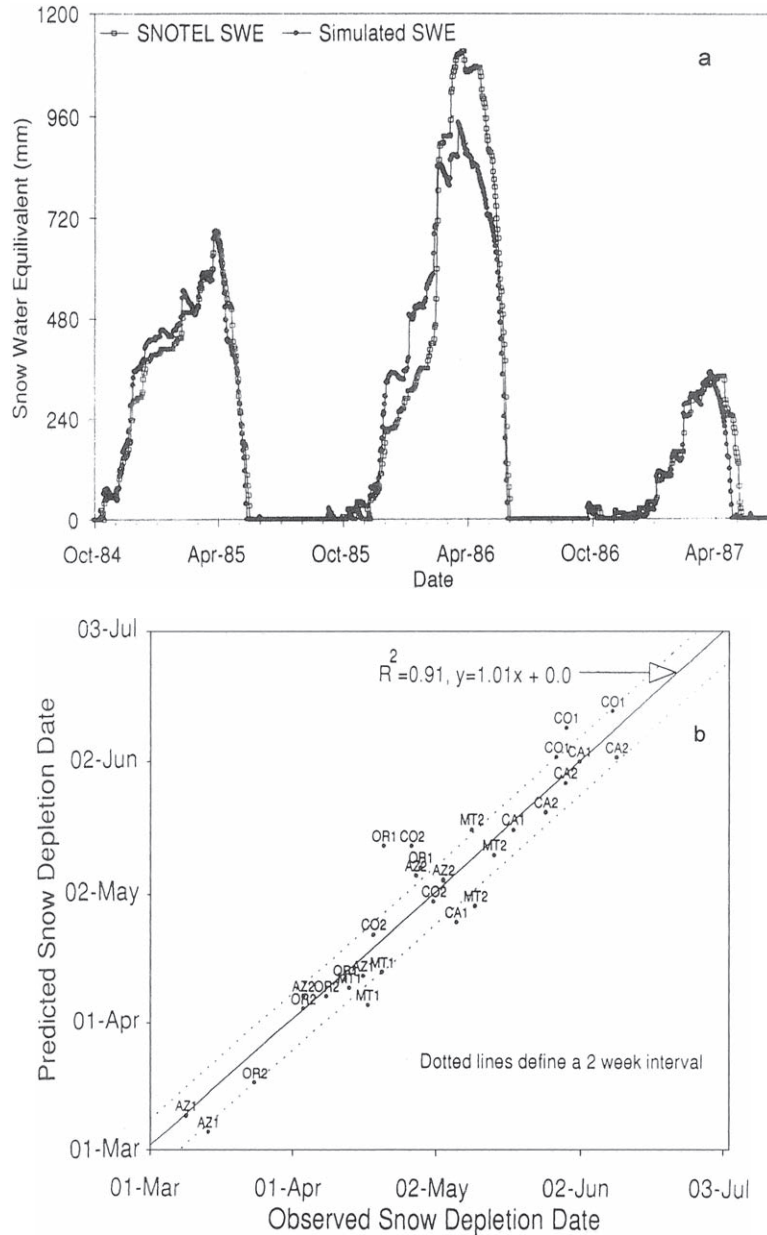 1200
SNOTEL SWE Simulated SWE
a
960
720
480
240
0
Snow Water Equilivalent (mm)
Oct-84 Apr-85 Oct-85 Apr-86 Oct-86 Apr-87
Date
03-Jul
2
R =0.91, y=1.01x + 0.0
b
CO1
CO1
CO1 CA1 CA2
02-Jun
CA2
CA2
MT2 CA1
OR1 CO2
OR1 MT2
AZ2 AZ2
02-May
CO2 MT2
CA1
CO2
OR1 AZ1 MT1
MT1
AZ2 OR2
OR2 MT1
01-Apr
Dotted lines define a 2 week interval
OR2
AZ1
AZ1
01-Mar
Predicted Snow Depletion Date
01-Mar 01-Apr 02-May 02-Jun 03-Jul
Observed Snow Depletion Date